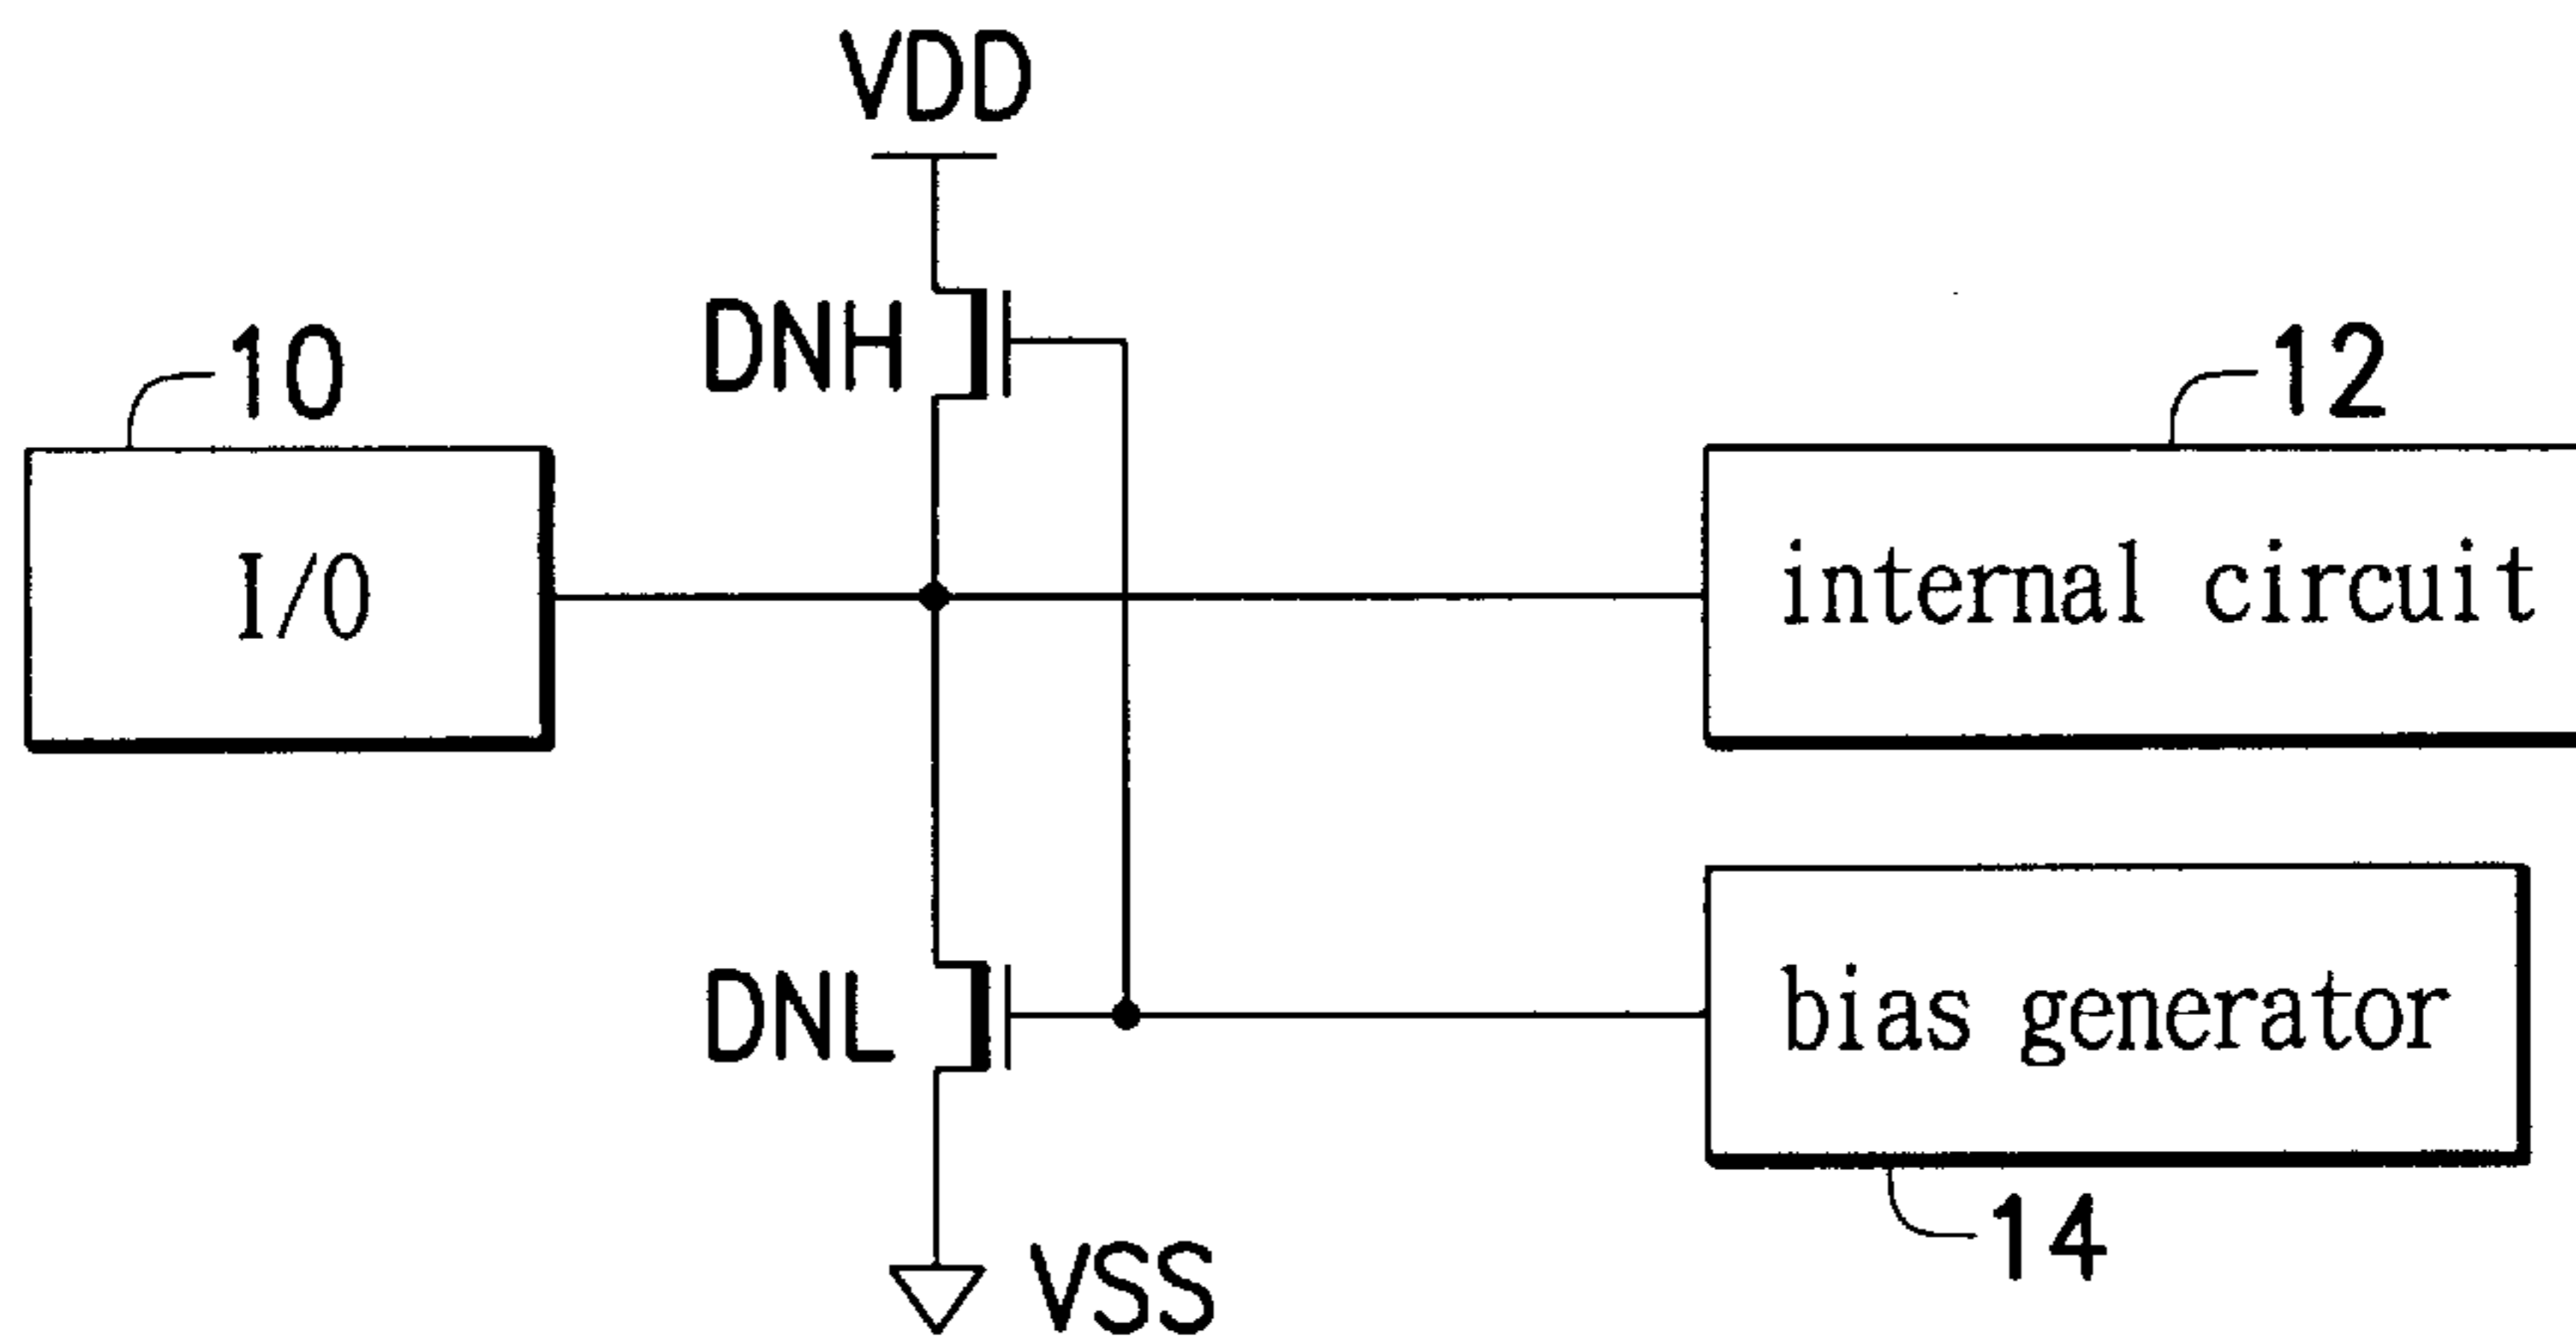 VDD
DNH
10
12
I/O
internal circuit
DNL
bias generator
VSS
14